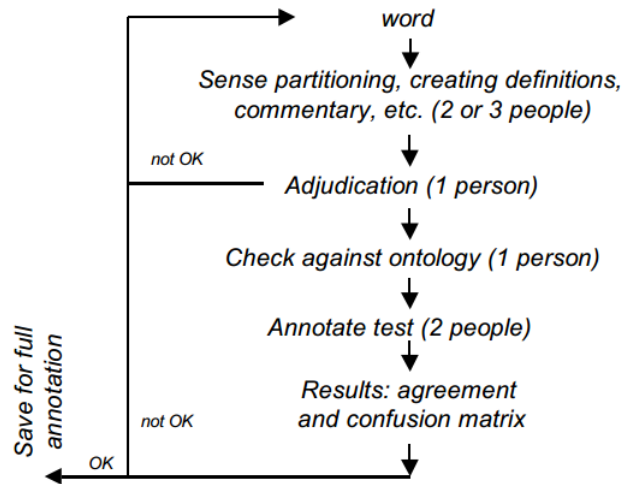 word
Sense partitioning, creating definitions,
commentary, etc. (2 or 3 people)
not OK
Adjudication (1 person)
Check against ontology (1 person)
Annotate test (2 people)
Results: agreement
and confusion matrix
not OK
OK
Save for full
annotation